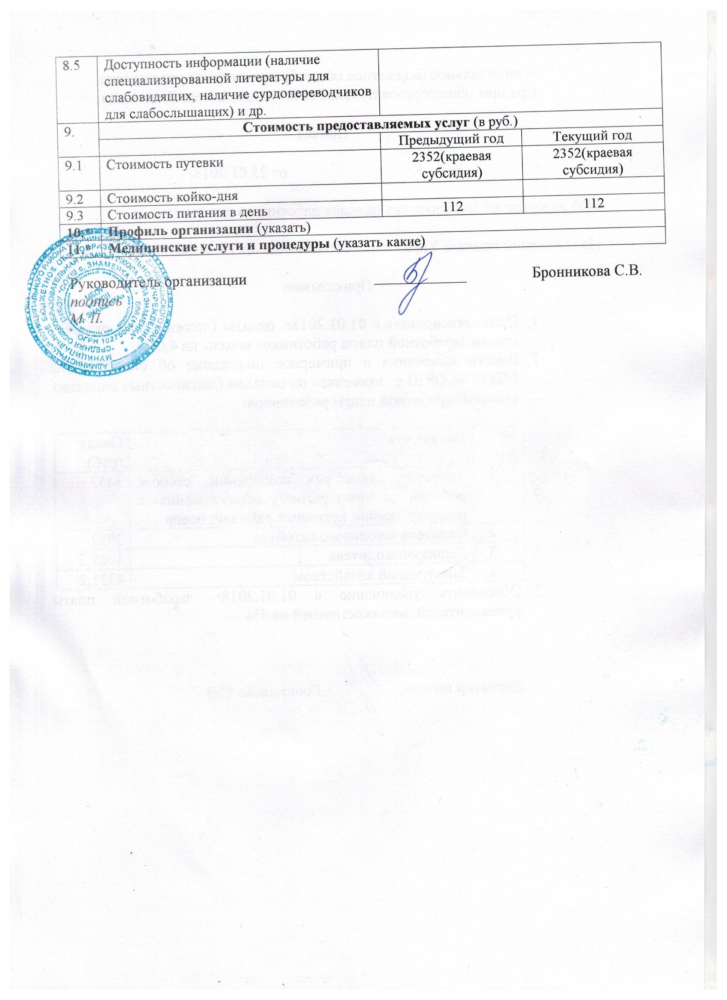 8.5 Доступность информации (наличие
специализированной литературы для
слабовидящих, наличие сурдопереводчиков
для слабослышащих) и др.
9. Стоимость предоставляемых услуг (в руб.)
Предыдущий год Текущий год
9.1 Стоимость путевки 2352(краевая субсидия) 2352(краевая субсидия)
9.2 Стоимость койко-дня
9.3 Стоимость питания в день 112 112
10.* Профиль организации (указать)
11.* Медицинские услуги и процедуры (указать какие)
Руководитель организации Бронникова С.В.
подпись
М. П.